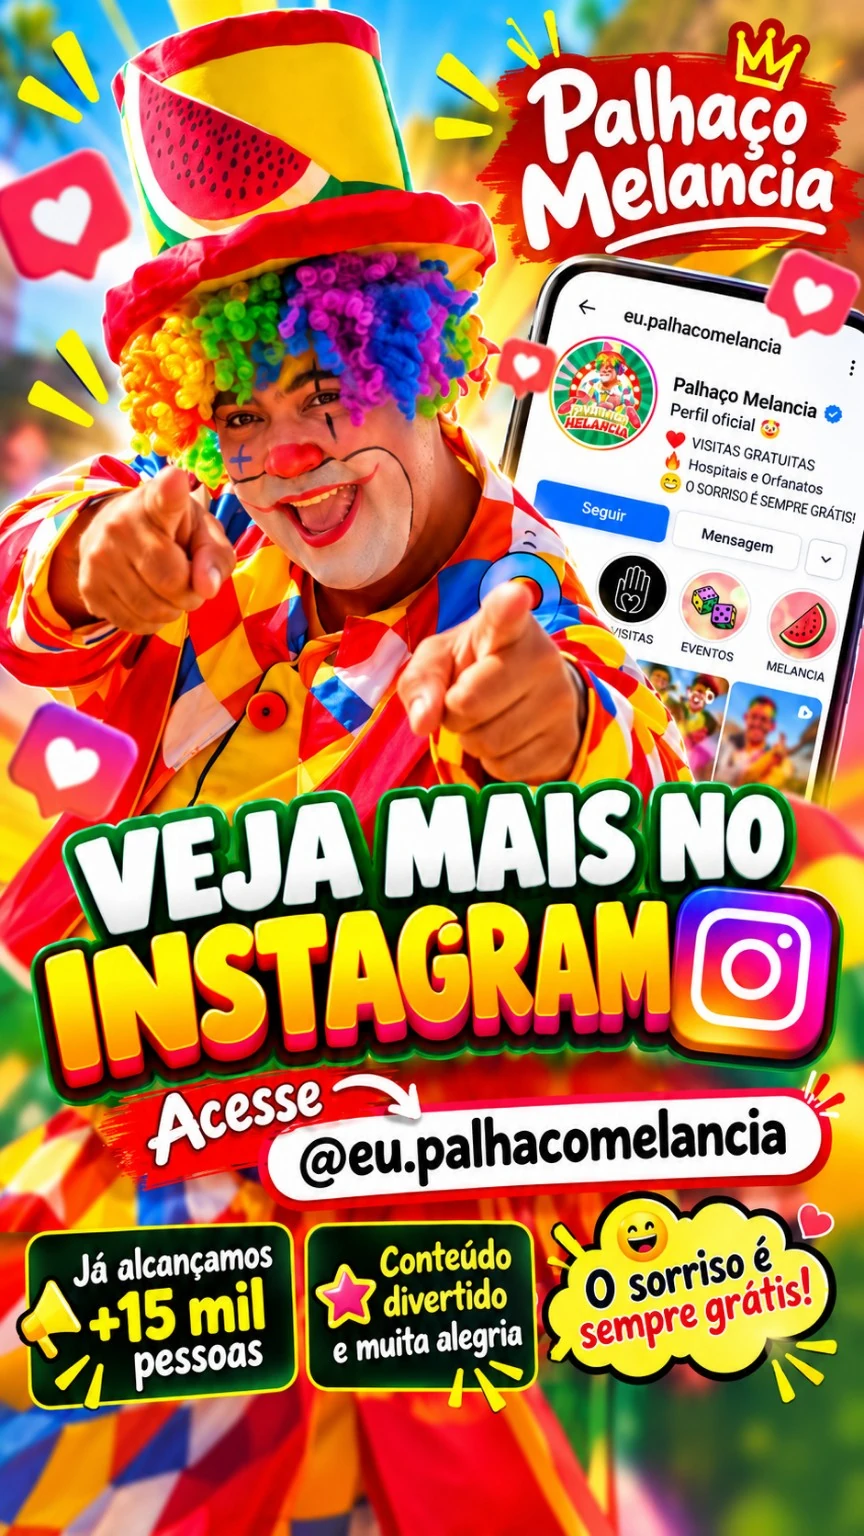 Palhaço
Melancia
eu.palhacomelancia
Palhaço Melancia
Perfil oficial
VISITAS GRATUITAS
Hospitais e Orfanatos
O SORRISO É SEMPRE GRÁTIS!
Seguir
Mensagem
VISITAS
EVENTOS
MELANCIA
MELANCIA
VEJA MAIS NO
INSTAGRAM
Acesse
@eu.palhacomelancia
Já alcançamos
+15 mil
pessoas
Conteúdo
divertido
e muita alegria
O sorriso é
sempre grátis!